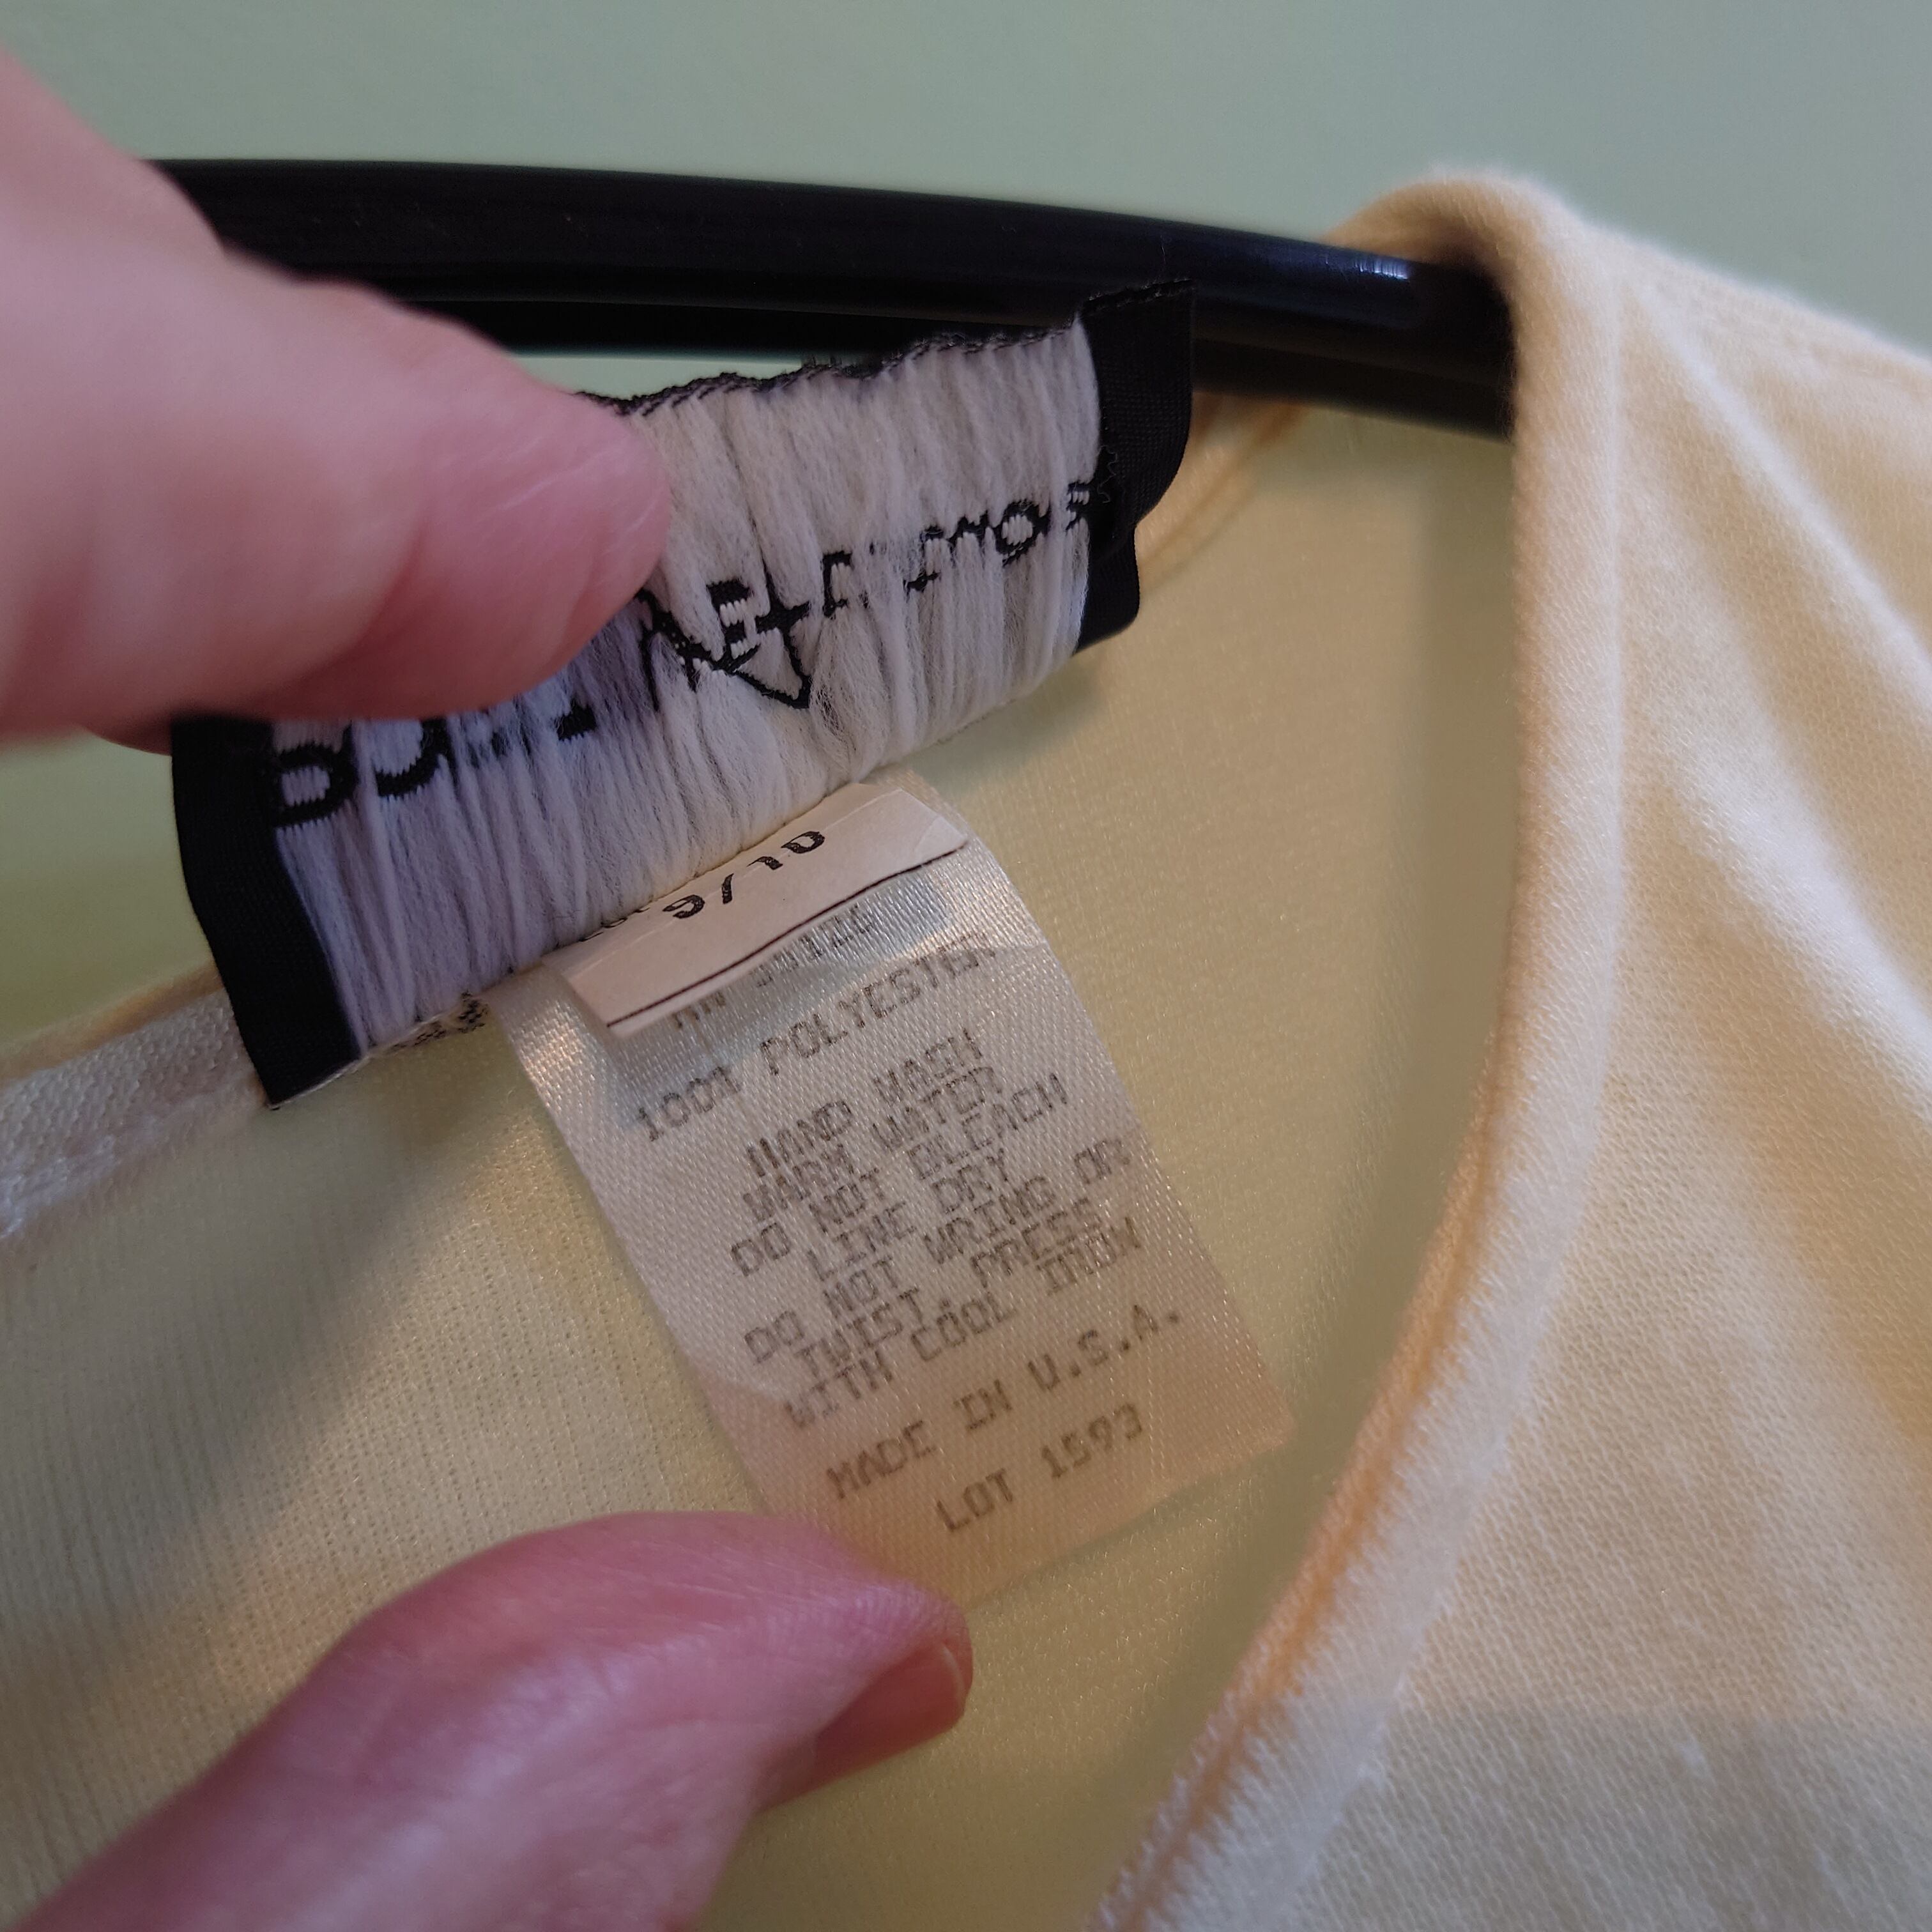 9/10
100% POLYESTER
HAND WASH
WARM WATER
DO NOT BLEACH
LINE DRY
DO NOT WRING OR
TWIST. PRESS
WITH COOL IRON
MADE IN U.S.A.
LOT 1593